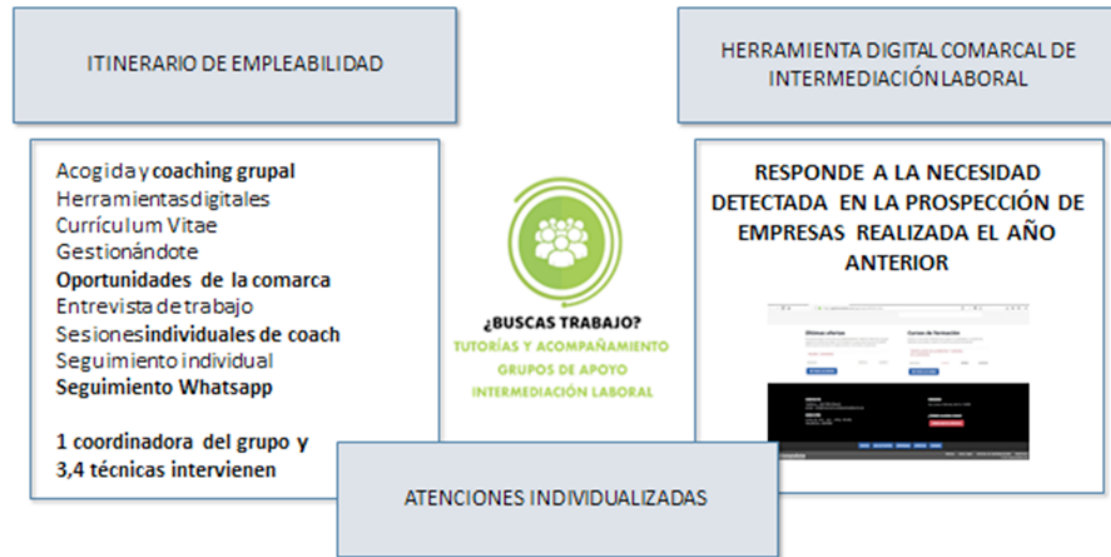 ITINERARIO DE EMPLEABILIDAD
Acogida y coaching grupal
Herramientas digitales
Currículum Vitae
Gestionándote
Oportunidades de la comarca
Entrevista de trabajo
Sesiones individuales de coach
Seguimiento individual
Seguimiento Whatsapp
1 coordinadora del grupo y
3,4 técnicas intervienen
¿BUSCAS TRABAJO?
TUTORÍAS Y ACOMPAÑAMIENTO
GRUPOS DE APOYO
INTERMEDIACIÓN LABORAL
HERRAMIENTA DIGITAL COMARCAL DE
INTERMEDIACIÓN LABORAL
RESPONDE A LA NECESIDAD
DETECTADA EN LA PROSPECCIÓN DE
EMPRESAS REALIZADA EL AÑO
ANTERIOR
Últimas ofertas
Cursos de formación
ATENCIONES INDIVIDUALIZADAS